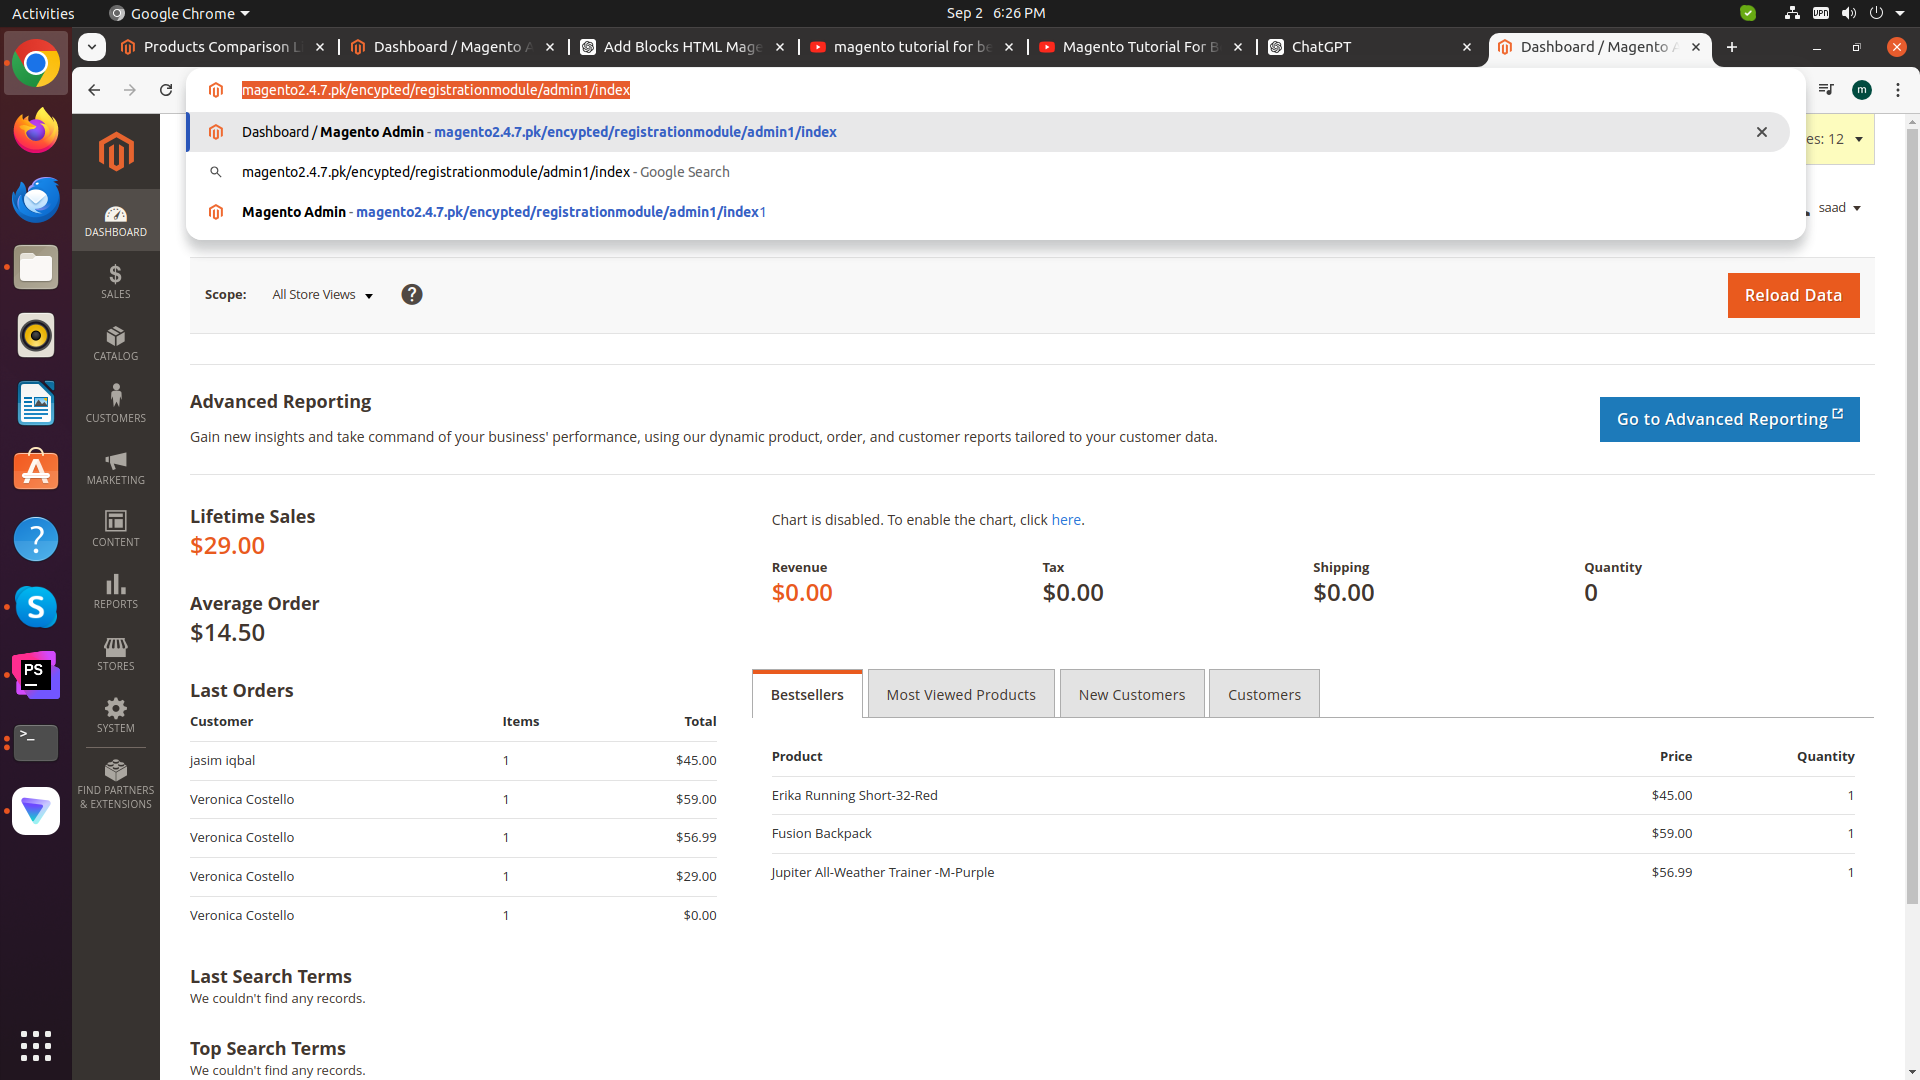 Activities
Google Chrome
Sep 2 6:26 PM
VPN
Products Comparison L
Dashboard / Magento A
Add Blocks HTML Mage
magento tutorial for be
Magento Tutorial For B
ChatGPT
Dashboard / Magento A
magento2.4.7.pk/encypted/registrationmodule/admin1/index
m
Dashboard / Magento Admin - magento2.4.7.pk/encypted/registrationmodule/admin1/index
magento2.4.7.pk/encypted/registrationmodule/admin1/index - Google Search
Magento Admin - magento2.4.7.pk/encypted/registrationmodule/admin1/index1
es: 12
saad
DASHBOARD
SALES
CATALOG
CUSTOMERS
MARKETING
CONTENT
REPORTS
STORES
SYSTEM
FIND PARTNERS
& EXTENSIONS
PS
Scope: All Store Views
Reload Data
Advanced Reporting
Gain new insights and take command of your business' performance, using our dynamic product, order, and customer reports tailored to your customer data.
Go to Advanced Reporting
Lifetime Sales
$29.00
Average Order
$14.50
Last Orders
Customer Items Total
jasim iqbal 1 $45.00
Veronica Costello 1 $59.00
Veronica Costello 1 $56.99
Veronica Costello 1 $29.00
Veronica Costello 1 $0.00
Last Search Terms
We couldn't find any records.
Top Search Terms
We couldn't find any records.
Chart is disabled. To enable the chart, click here.
Revenue Tax Shipping Quantity
$0.00 $0.00 $0.00 0
Bestsellers Most Viewed Products New Customers Customers
Product Price Quantity
Erika Running Short-32-Red $45.00 1
Fusion Backpack $59.00 1
Jupiter All-Weather Trainer -M-Purple $56.99 1